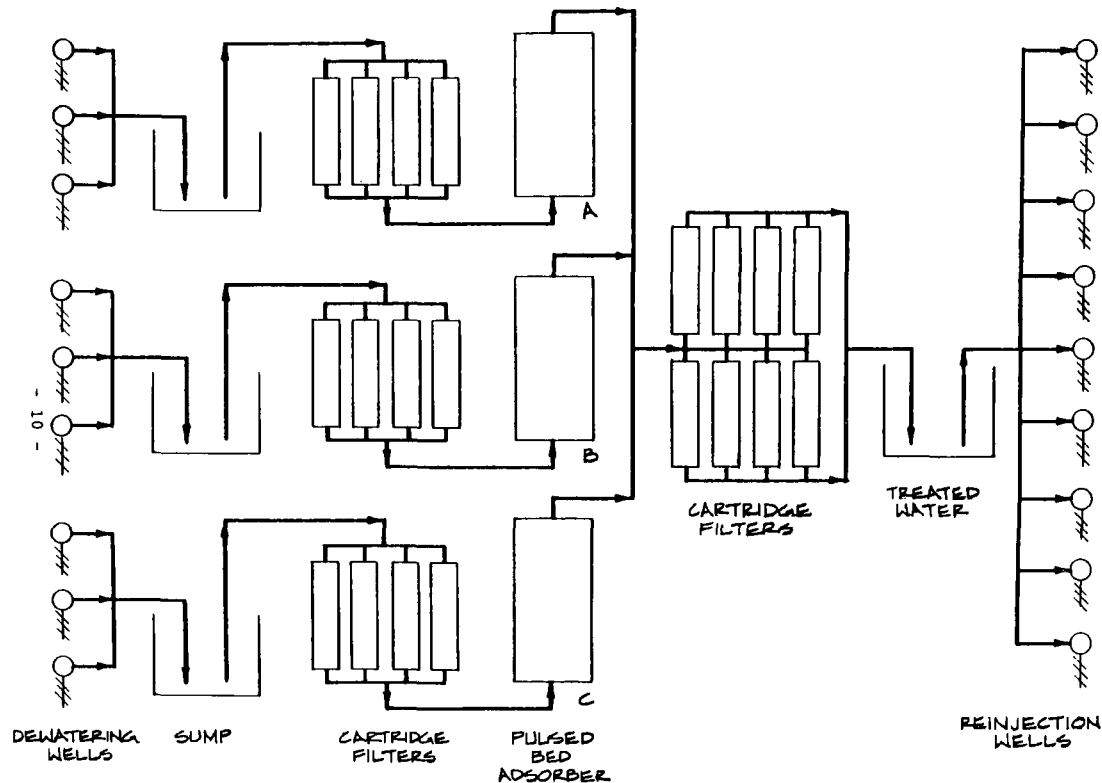 A
B
C
- 10 -
CARTRIDGE
FILTERS
TREATED
WATER
DEWATERING
WELLS
SUMP
CARTRIDGE
FILTERS
PULSED
BED
ADSORBER
REINJECTION
WELLS